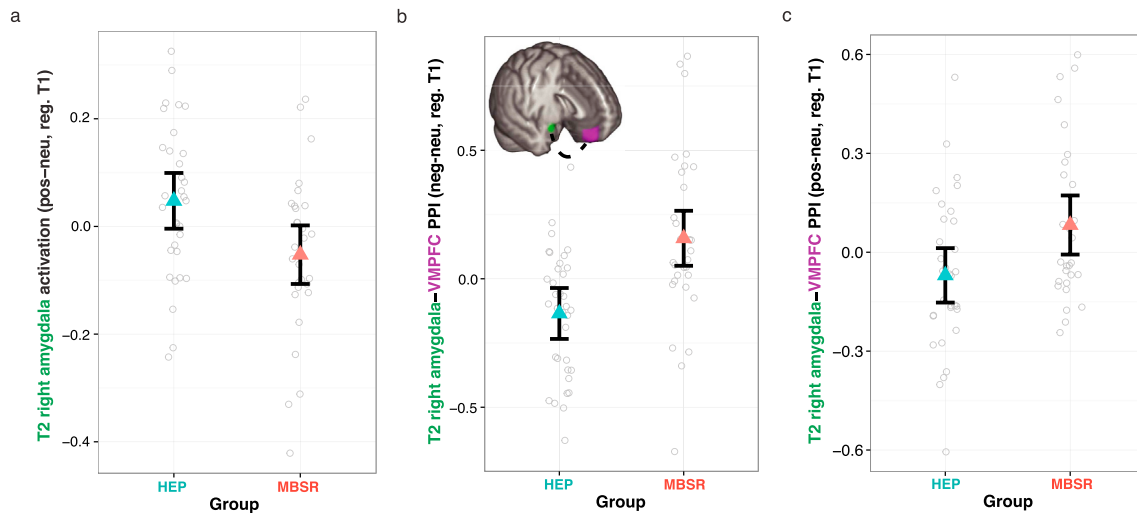 a
T2 right amygdala activation (pos–neu, reg. T1)
0.2
0.0
−0.2
−0.4
HEP
MBSR
Group
b
T2 right amygdala–VMPFC PPI (neg-neu, reg. T1)
0.5
0.0
−0.5
HEP
MBSR
Group
c
T2 right amygdala–VMPFC PPI (pos-neu, reg. T1)
0.6
0.3
0.0
−0.3
−0.6
HEP
MBSR
Group